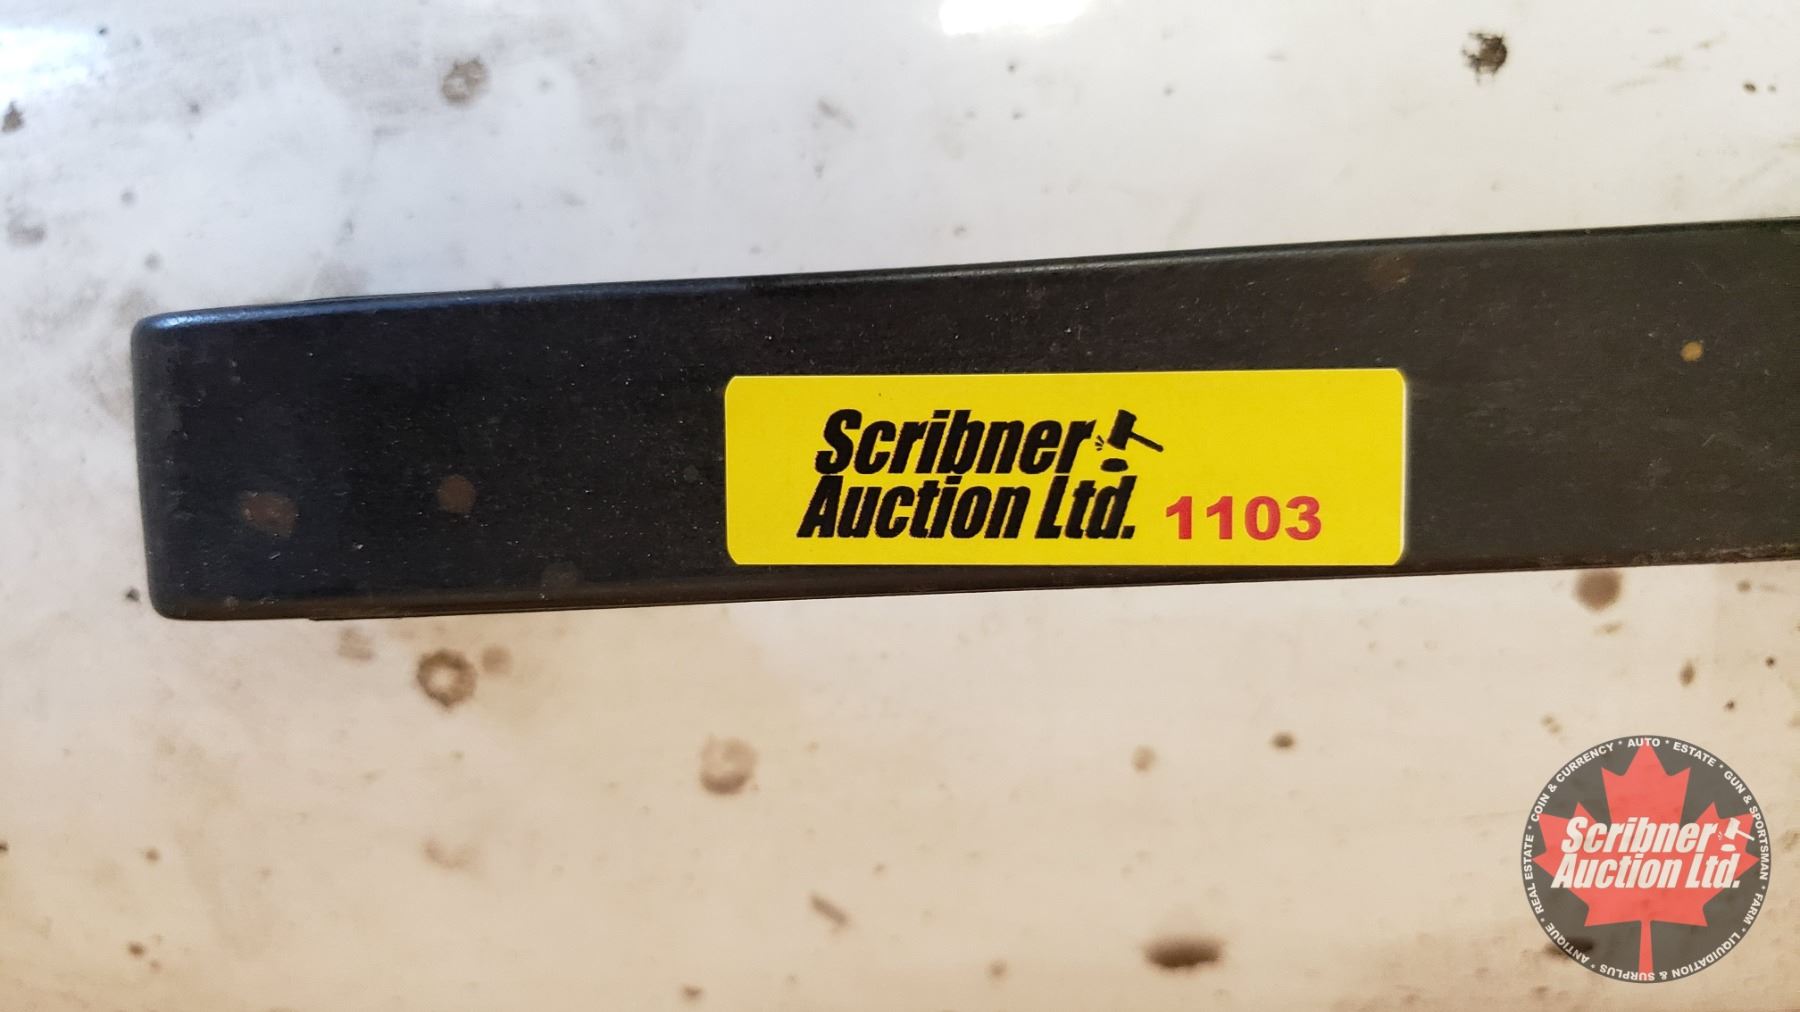 Scribner
Auction Ltd. 1103
COIN & CURRENCY * AUTO * ESTATE * GUN & SPORTSMAN * FARM * LIQUIDATION & SURPLUS * ANTIQUE * REAL ESTATE *
Scribner
Auction Ltd.